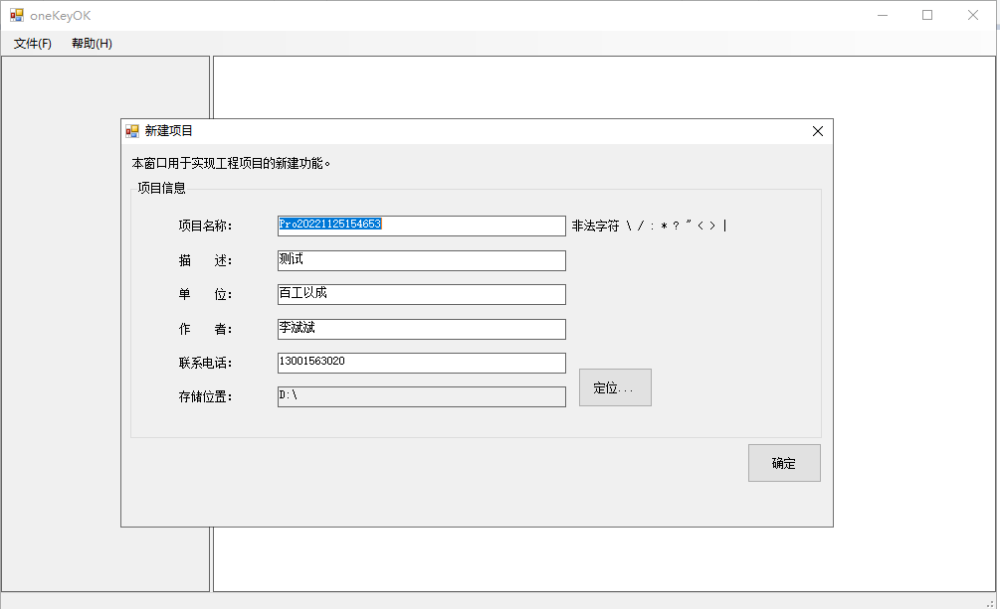 oneKeyOK
文件(F) 帮助(H)
新建项目
本窗口用于实现工程项目的新建功能。
项目信息
项目名称: Pro20221125154653 非法字符 \ / : * ? " < > |
描 述: 测试
单 位: 百工以成
作 者: 李斌斌
联系电话: 13001563020
存储位置: D:\ 定位...
确定